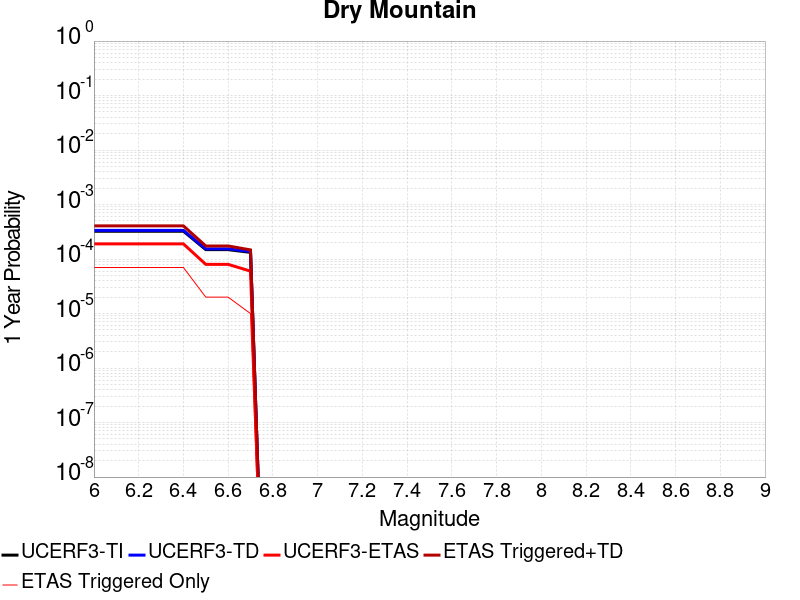 Dry Mountain
10^0
10^-1
10^-2
10^-3
10^-4
10^-5
10^-6
10^-7
10^-8
1 Year Probability
6 6.2 6.4 6.6 6.8 7 7.2 7.4 7.6 7.8 8 8.2 8.4 8.6 8.8 9
Magnitude
UCERF3-TI UCERF3-TD UCERF3-ETAS ETAS Triggered+TD
ETAS Triggered Only